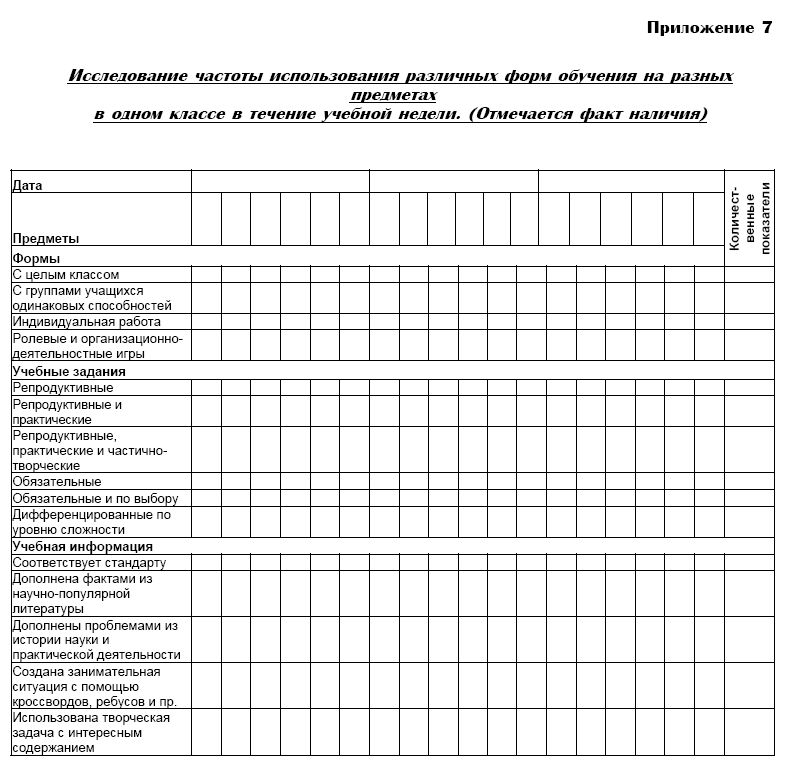 Приложение 7
Исследование частоты использования различных форм обучения на разных
предметах
в одном классе в течение учебной недели. (Отмечается факт наличия)
Дата
Количест-
венные
показатели
Предметы
Формы
С целым классом
С группами учащихся
одинаковых способностей
Индивидуальная работа
Ролевые и организационно-
деятельностные игры
Учебные задания
Репродуктивные
Репродуктивные и
практические
Репродуктивные,
практические и частично-
творческие
Обязательные
Обязательные и по выбору
Дифференцированные по
уровню сложности
Учебная информация
Соответствует стандарту
Дополнена фактами из
научно-популярной
литературы
Дополнены проблемами из
истории науки и
практической деятельности
Создана занимательная
ситуация с помощью
кроссвордов, ребусов и пр.
Использована творческая
задача с интересным
содержанием